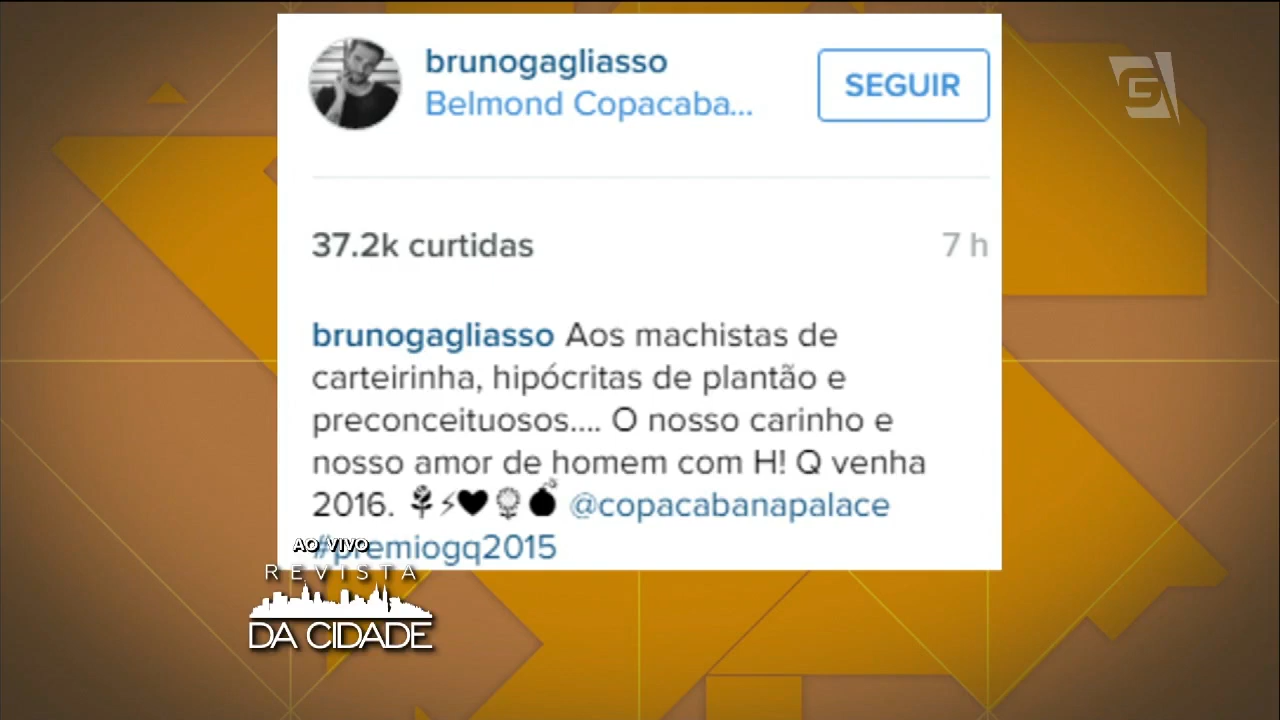 brunogagliasso
Belmond Copacaba...
SEGUIR
37.2k curtidas
7 h
brunogagliasso Aos machistas de
carteirinha, hipócritas de plantão e
preconceituosos.... O nosso carinho e
nosso amor de homem com H! Q venha
2016. 🌹⚡❤🌻💣 @copacabanapalace
#premiogq2015
AO VIVO
REVISTA
DA CIDADE
G